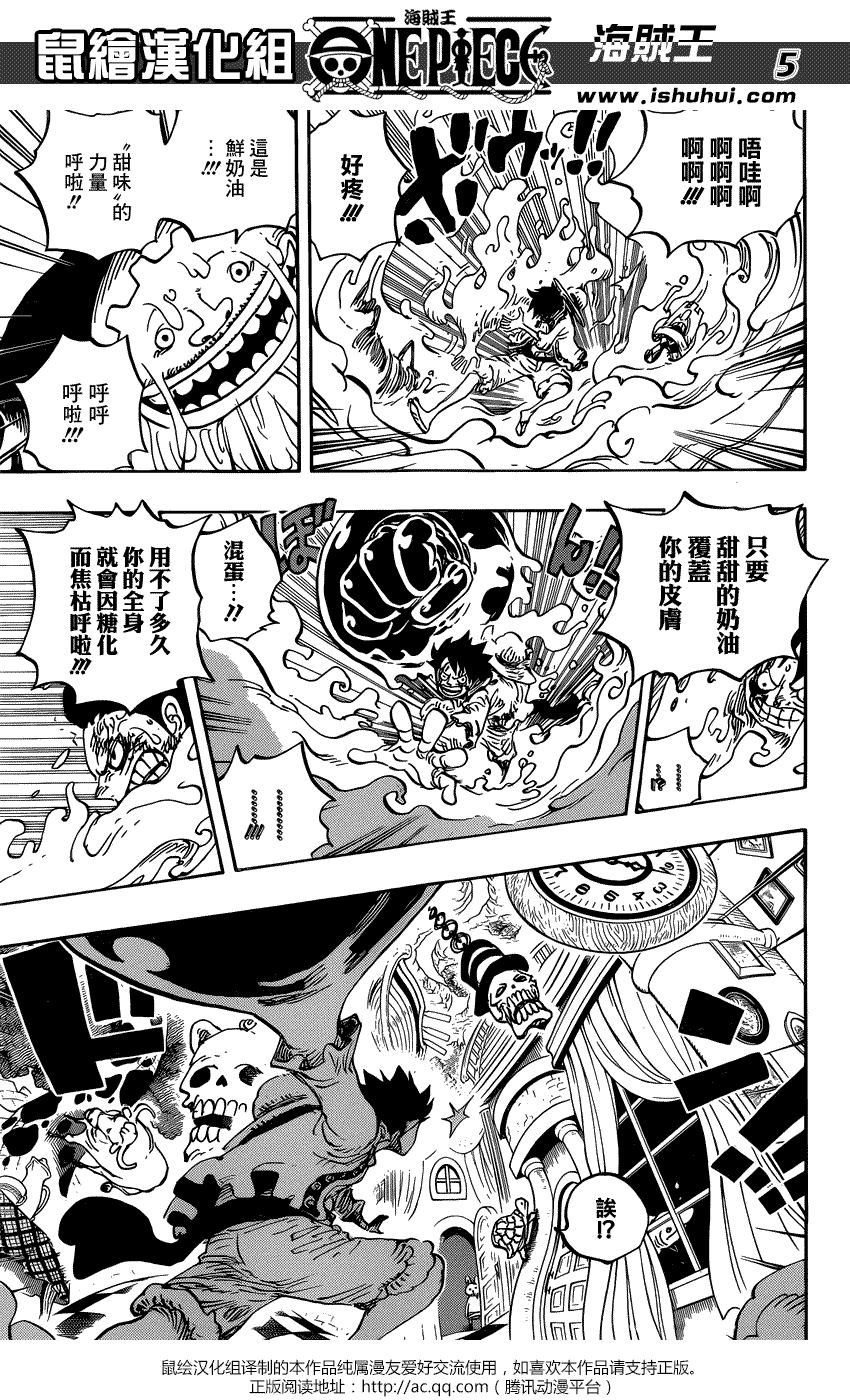 鼠繪漢化組
海賊王
ONE PIECE
海賊王
5
www.ishuhui.com
唔哇啊
啊啊啊
啊啊!!!
好疼!!!
這是
鮮奶油
…!!!
“甜味”的
力量
呼啦!!
呼呼
呼啦!!!
只要
甜甜的奶油
覆蓋
你的皮膚
混蛋…!!
用不了多久
你的全身
就會因糖化
而焦枯呼啦!!!
ドドォッ!!
ぼん!!
誒!?
鼠绘汉化组译制的本作品纯属漫友爱好交流使用，如喜欢本作品请支持正版。
正版阅读地址：http://ac.qq.com（腾讯动漫平台）